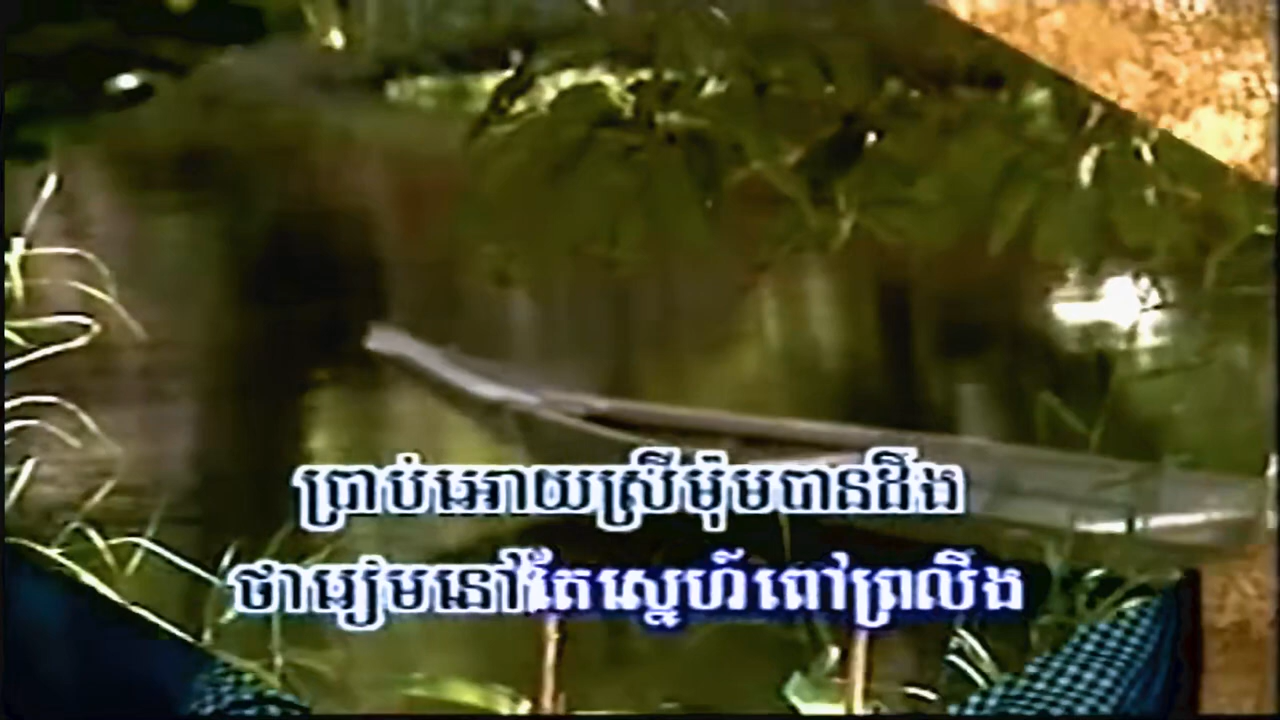 ប្រាប់អោយស្រីម៉ុមបានដឹង
ថារៀមនៅតែស្នេហ៍ពៅព្រលឹង